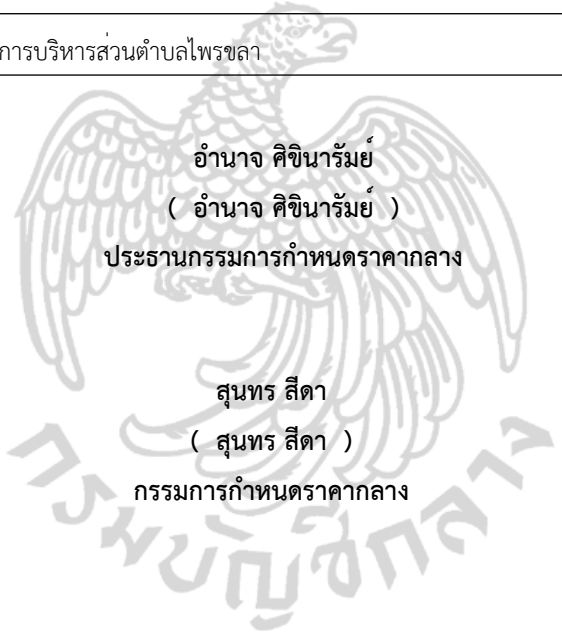 การบริหารส่วนตำบลไพรขลา
อำนาจ ศิขินารัมย์
( อำนาจ ศิขินารัมย์ )
ประธานกรรมการกำหนดราคากลาง
สุนทร สีดา
( สุนทร สีดา )
กรรมการกำหนดราคากลาง
กรมบัญชีกลาง